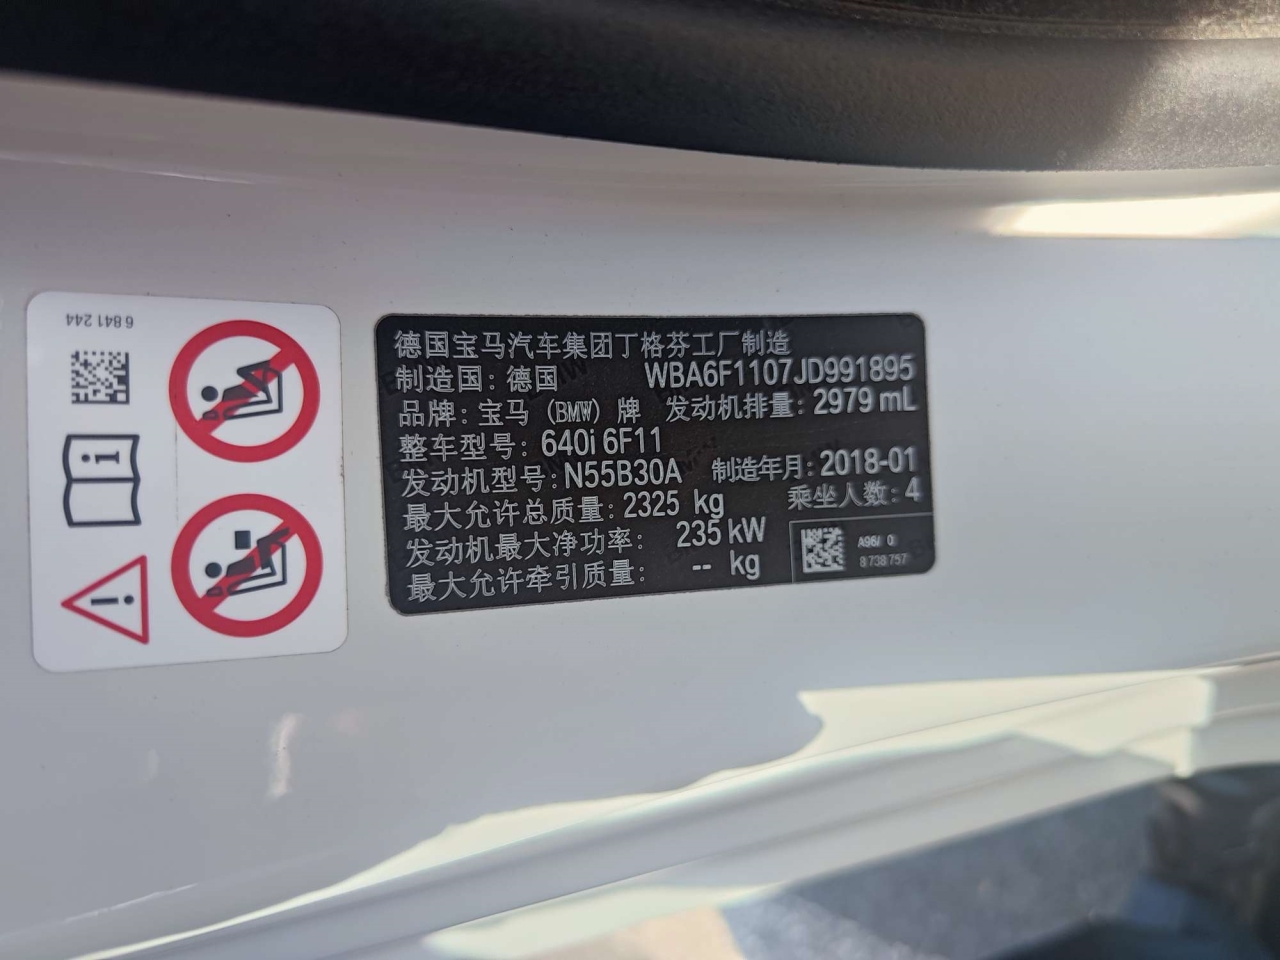 6 841 244
德国宝马汽车集团丁格芬工厂制造
制造国：德国 WBA6F1107JD991895
品牌：宝马 (BMW) 牌 发动机排量：2979 mL
整车型号：640i 6F11
发动机型号：N55B30A 制造年月：2018-01
最大允许总质量：2325 kg 乘坐人数：4
发动机最大净功率： 235 kW
最大允许牵引质量： -- kg
A96/ 0
8 738 757